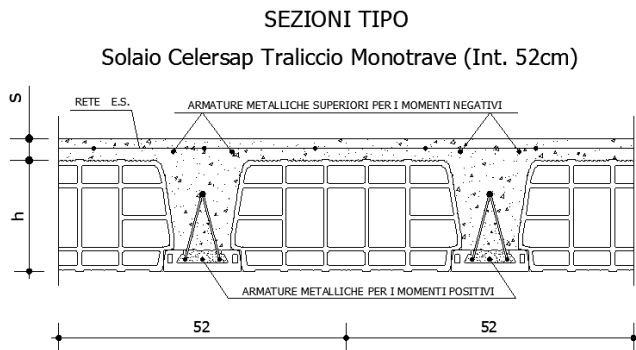 SEZIONI TIPO
Solaio Celersap Traliccio Monotrave (Int. 52cm)
S
RETE E.S.
ARMATURE METALLICHE SUPERIORI PER I MOMENTI NEGATIVI
h
ARMATURE METALLICHE PER I MOMENTI POSITIVI
52
52